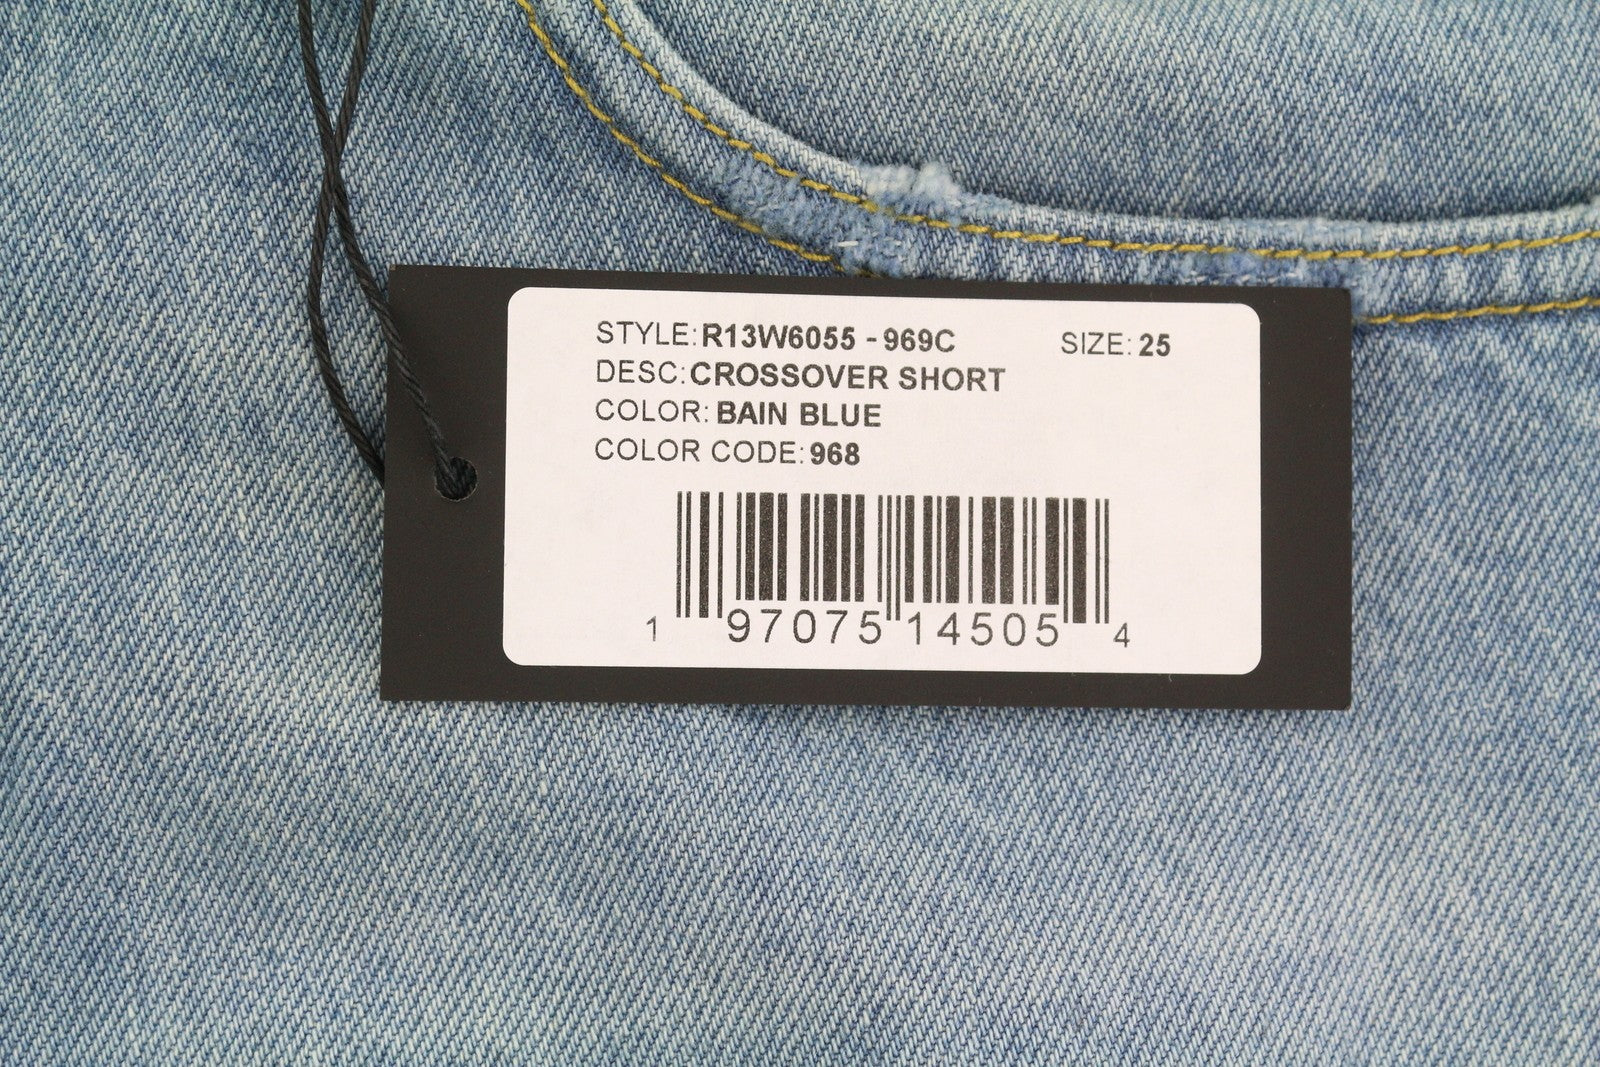 STYLE: R13W6055 - 969C SIZE: 25
DESC: CROSSOVER SHORT
COLOR: BAIN BLUE
COLOR CODE: 968
1 97075 14505 4